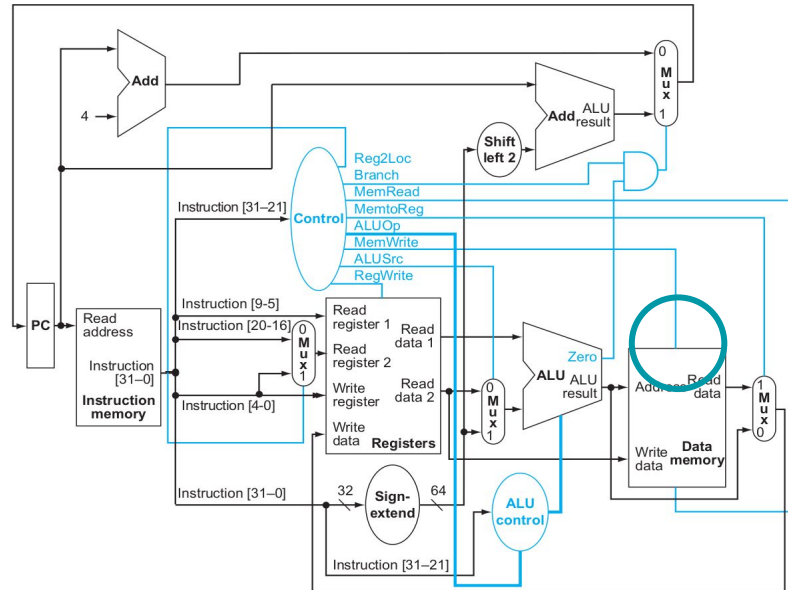 Add
4
Add ALU
result
0
M
u
x
1
Shift
left 2
Reg2Loc
Branch
MemRead
MemtoReg
ALUOp
MemWrite
ALUSrc
RegWrite
Control
Instruction [31–21]
PC
Read
address
Instruction
[31–0]
Instruction
memory
Instruction [9-5]
Instruction [20-16]
Instruction [4-0]
0
M
u
x
1
Read
register 1
Read
register 2
Write
register
Write
data
Read
data 1
Read
data 2
Registers
0
M
u
x
1
Zero
ALU
ALU
result
Address
Read
data
Write
data
Data
memory
1
M
u
x
0
Instruction [31–0]
32
Sign-
extend
64
ALU
control
Instruction [31–21]